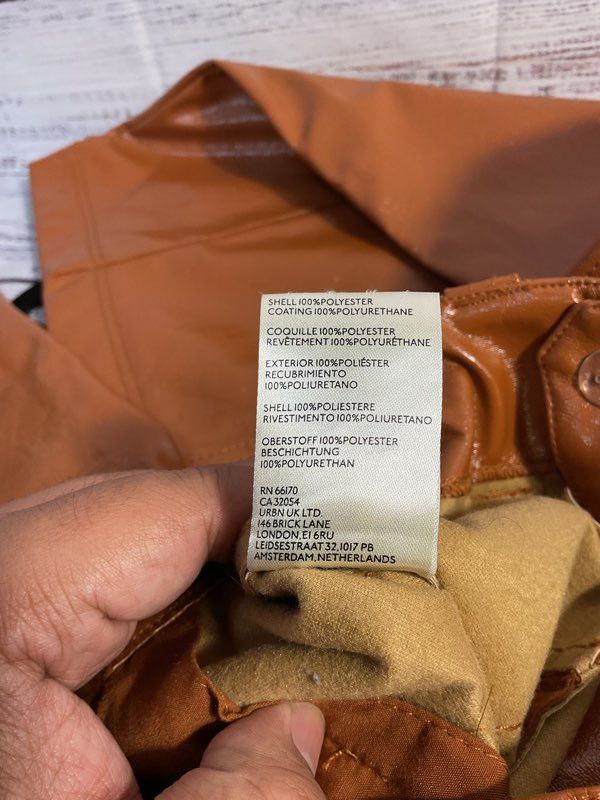 SHELL 100%POLYESTER
COATING 100%POLYURETHANE
COQUILLE 100%POLYESTER
REVÊTEMENT 100%POLYURÉTHANE
EXTERIOR 100%POLIÉSTER
RECUBRIMIENTO
100%POLIURETANO
SHELL 100%POLIESTERE
RIVESTIMENTO 100%POLIURETANO
OBERSTOFF 100%POLYESTER
BESCHICHTUNG
100%POLYURETHAN
RN 66170
CA 32054
URBN UK LTD.
146 BRICK LANE
LONDON, E1 6RU
LEIDSESTRAAT 32, 1017 PB
AMSTERDAM, NETHERLANDS